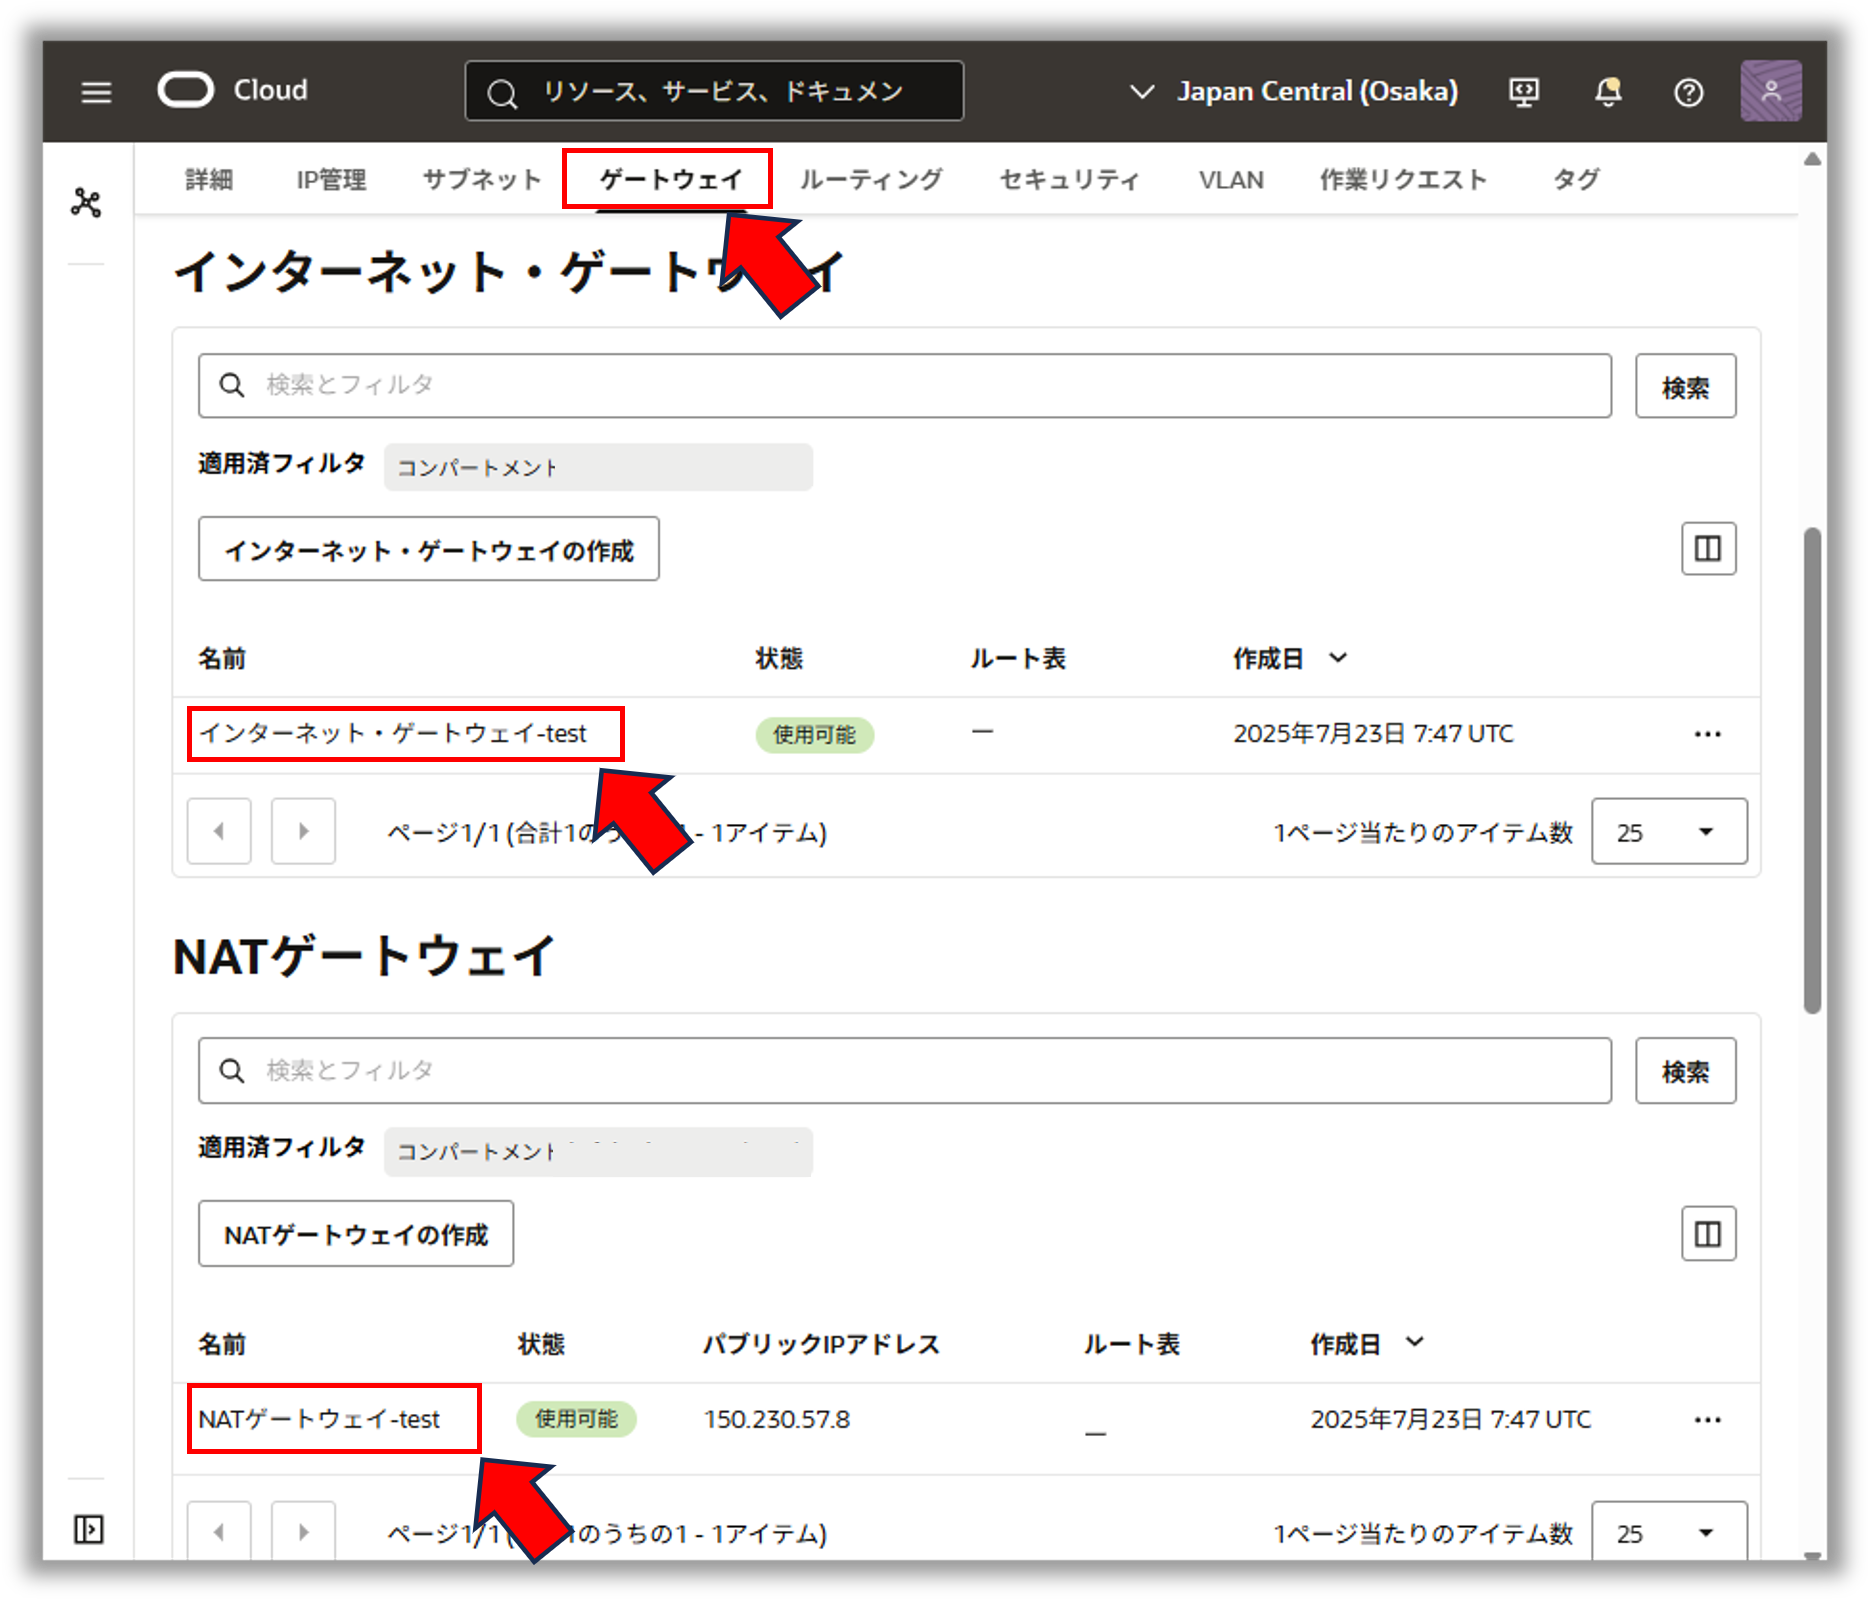 Cloud
リソース、サービス、ドキュメン
Japan Central (Osaka)
詳細 IP管理 サブネット ゲートウェイ ルーティング セキュリティ VLAN 作業リクエスト タグ
インターネット・ゲートウェイ
検索とフィルタ
検索
適用済フィルタ コンパートメント
インターネット・ゲートウェイの作成
名前 状態 ルート表 作成日
インターネット・ゲートウェイ-test 使用可能 — 2025年7月23日 7:47 UTC
ページ1/1 (合計1の - 1アイテム) 1ページ当たりのアイテム数 25
NATゲートウェイ
検索とフィルタ
検索
適用済フィルタ コンパートメント
NATゲートウェイの作成
名前 状態 パブリックIPアドレス ルート表 作成日
NATゲートウェイ-test 使用可能 150.230.57.8 — 2025年7月23日 7:47 UTC
ページ1/1 ( 1のうちの1 - 1アイテム) 1ページ当たりのアイテム数 25